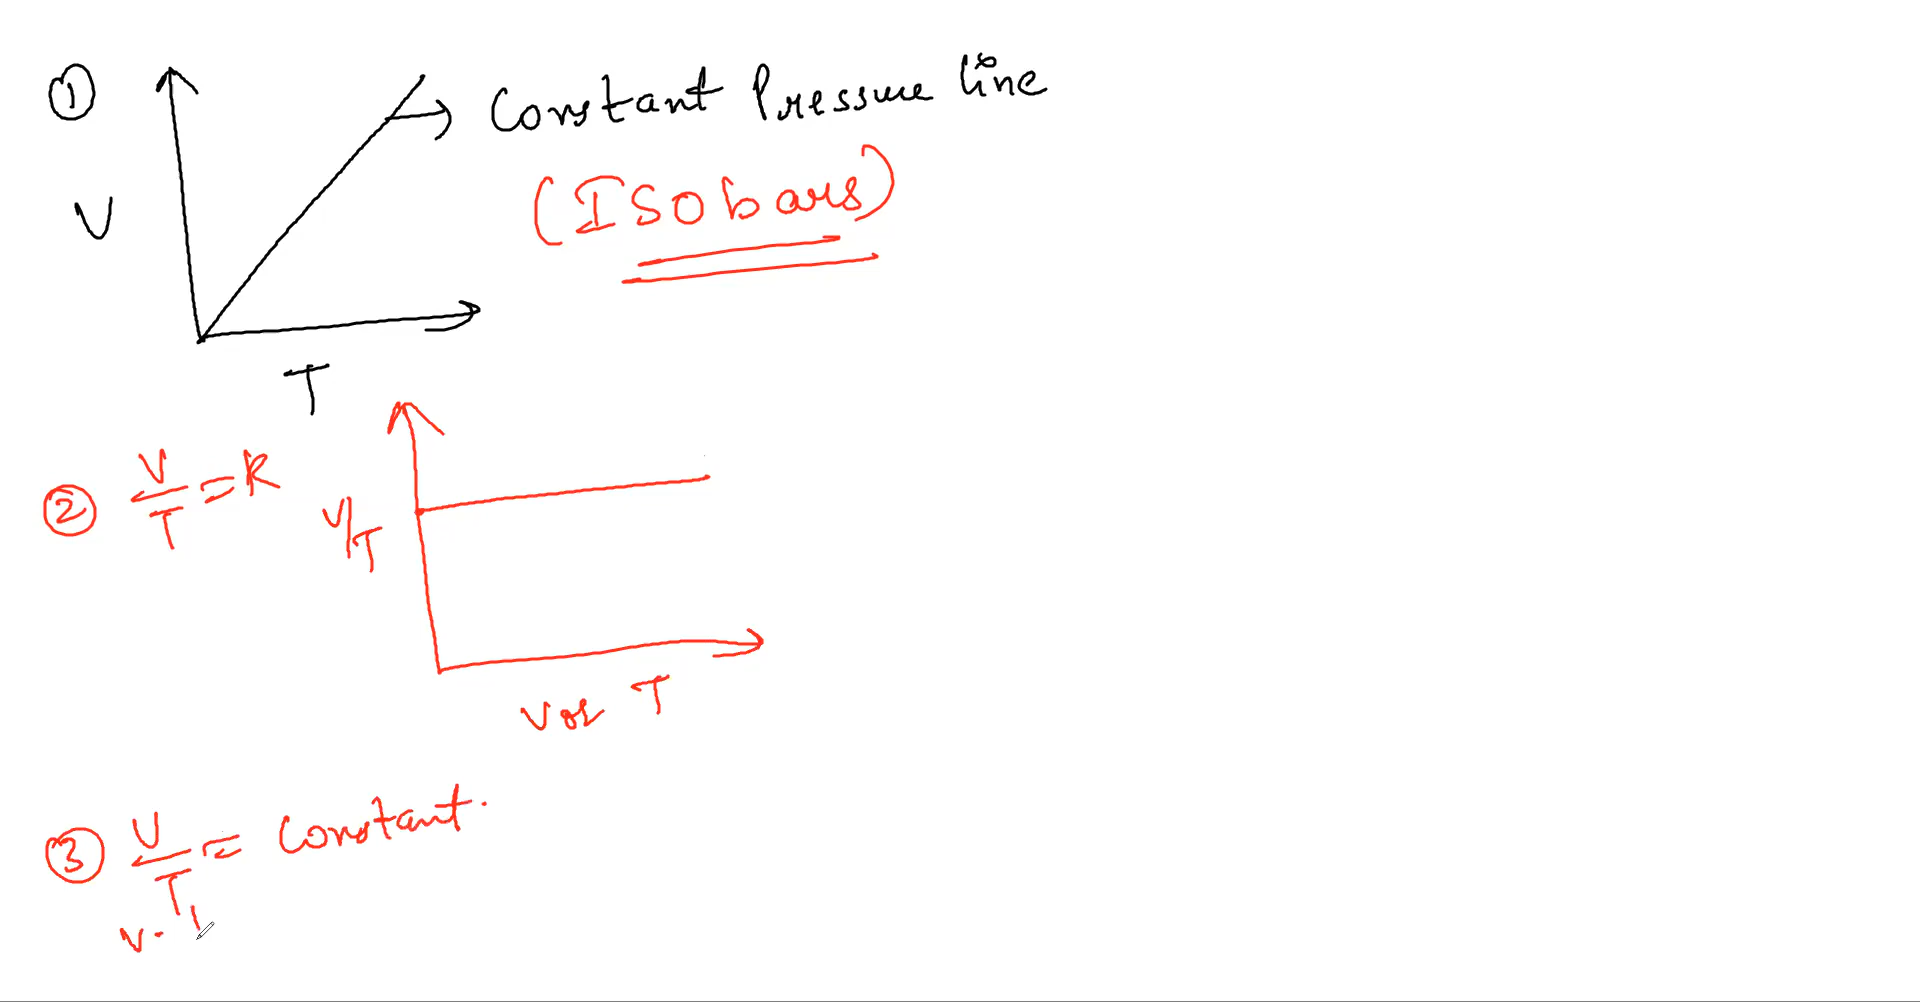 ① Constant Pressure line
(ISObars)
V
T
② V/T = K
V/T
V or T
③ V/T = Constant.
V.